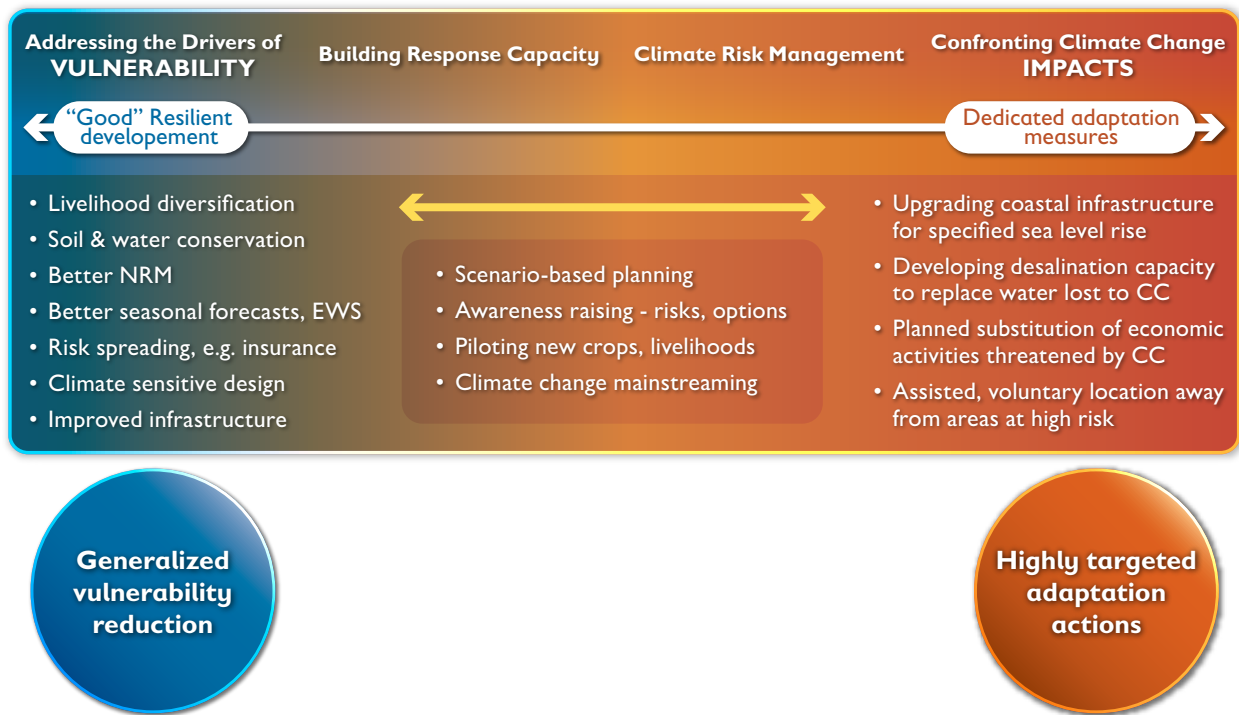 Addressing the Drivers of
VULNERABILITY
Building Response Capacity
Climate Risk Management
Confronting Climate Change
IMPACTS
“Good” Resilient
developement
Dedicated adaptation
measures
• Livelihood diversification
• Soil & water conservation
• Better NRM
• Better seasonal forecasts, EWS
• Risk spreading, e.g. insurance
• Climate sensitive design
• Improved infrastructure
• Scenario-based planning
• Awareness raising - risks, options
• Piloting new crops, livelihoods
• Climate change mainstreaming
• Upgrading coastal infrastructure
for specified sea level rise
• Developing desalination capacity
to replace water lost to CC
• Planned substitution of economic
activities threatened by CC
• Assisted, voluntary location away
from areas at high risk
Generalized
vulnerability
reduction
Highly targeted
adaptation
actions